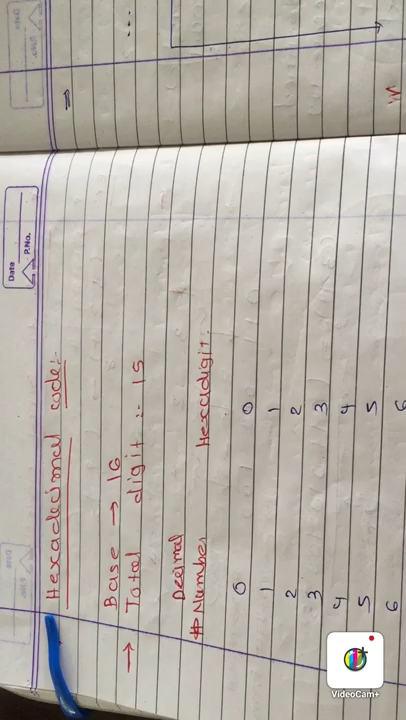 Date
P.No.
Hexadecimal code:-
Base → 16
→ Total digit :- 15
Decimal
Number Hexadigit.
0 0
1 1
2 2
3 3
4 4
5 5
6 6
VideoCam+